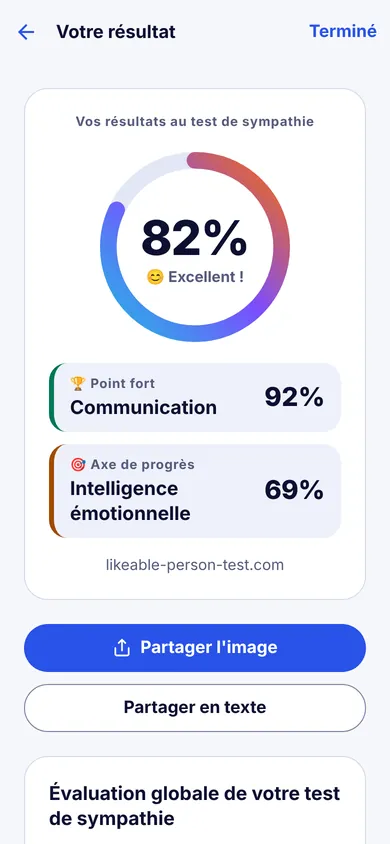 Votre résultat
Terminé
Vos résultats au test de sympathie
82%
😊 Excellent !
🏆 Point fort
Communication
92%
🎯 Axe de progrès
Intelligence
émotionnelle
69%
likeable-person-test.com
Partager l'image
Partager en texte
Évaluation globale de votre test
de sympathie